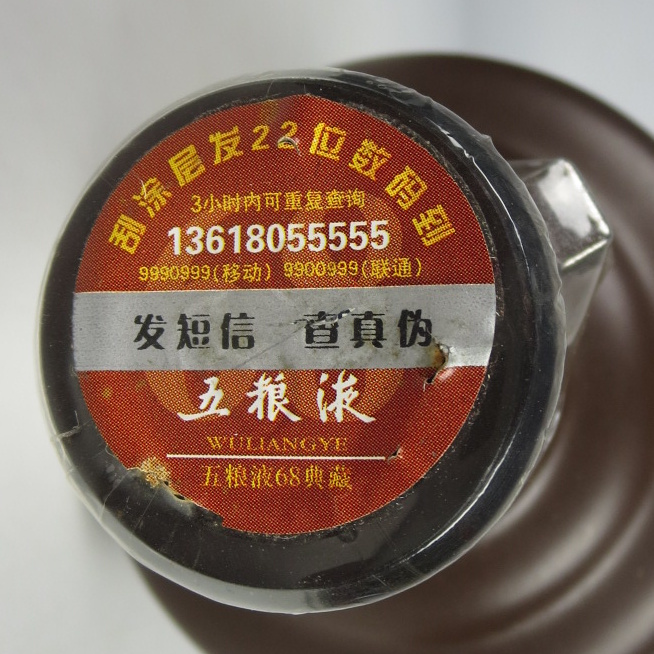 刮涂层发22位数码到
3小时内可重复查询
13618055555
9990999(移动) 9900999(联通)
发短信 查真伪
五粮液
WULIANGYE
五粮液68典藏